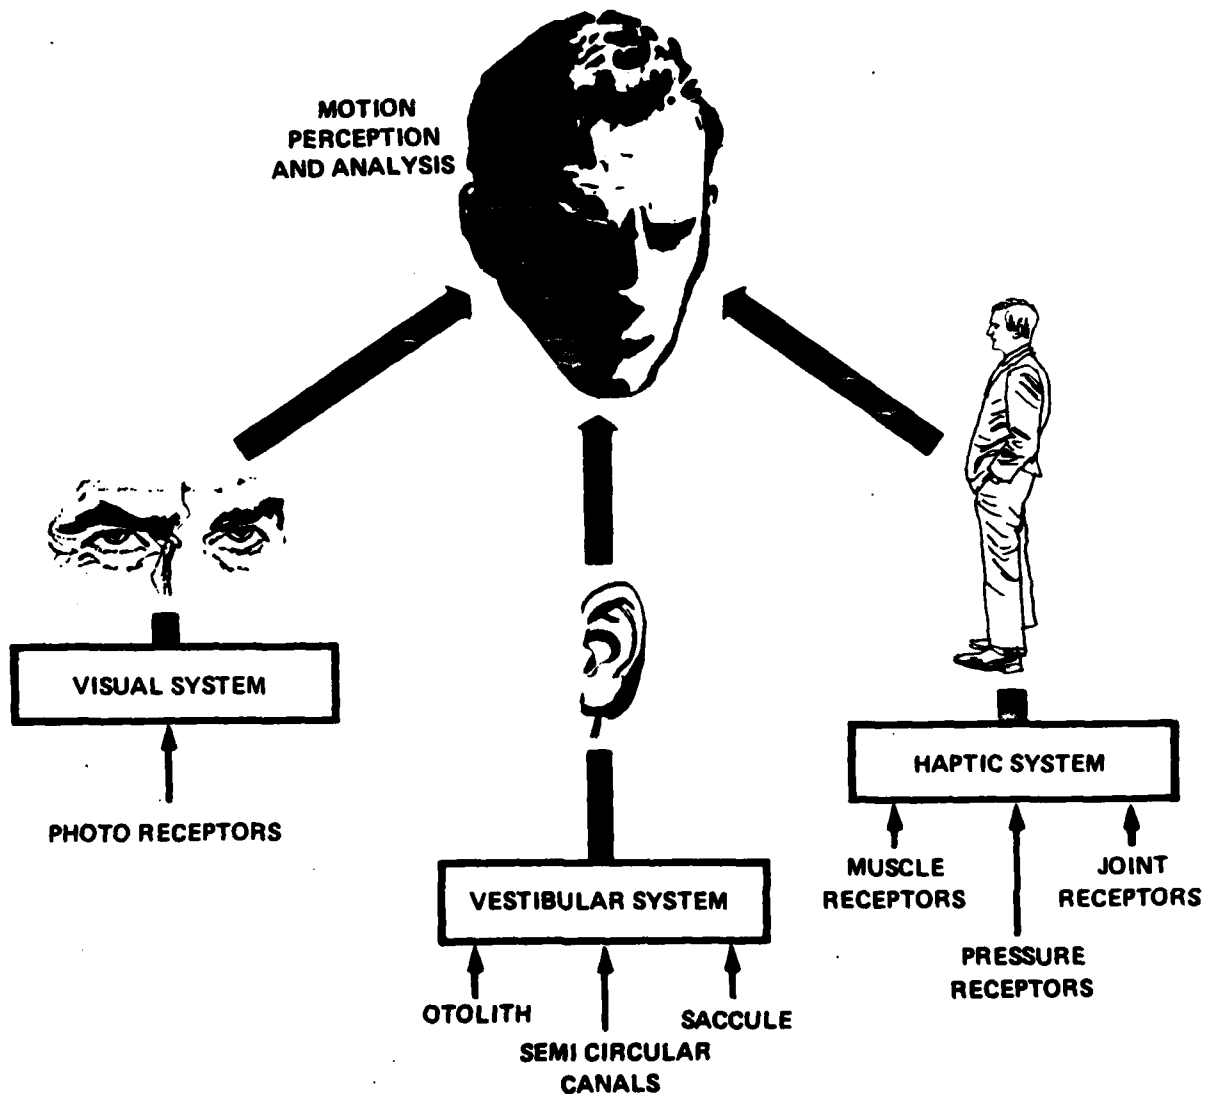 MOTION
PERCEPTION
AND ANALYSIS
VISUAL SYSTEM
PHOTO RECEPTORS
VESTIBULAR SYSTEM
OTOLITH
SEMI CIRCULAR
CANALS
SACCULE
HAPTIC SYSTEM
MUSCLE
RECEPTORS
PRESSURE
RECEPTORS
JOINT
RECEPTORS